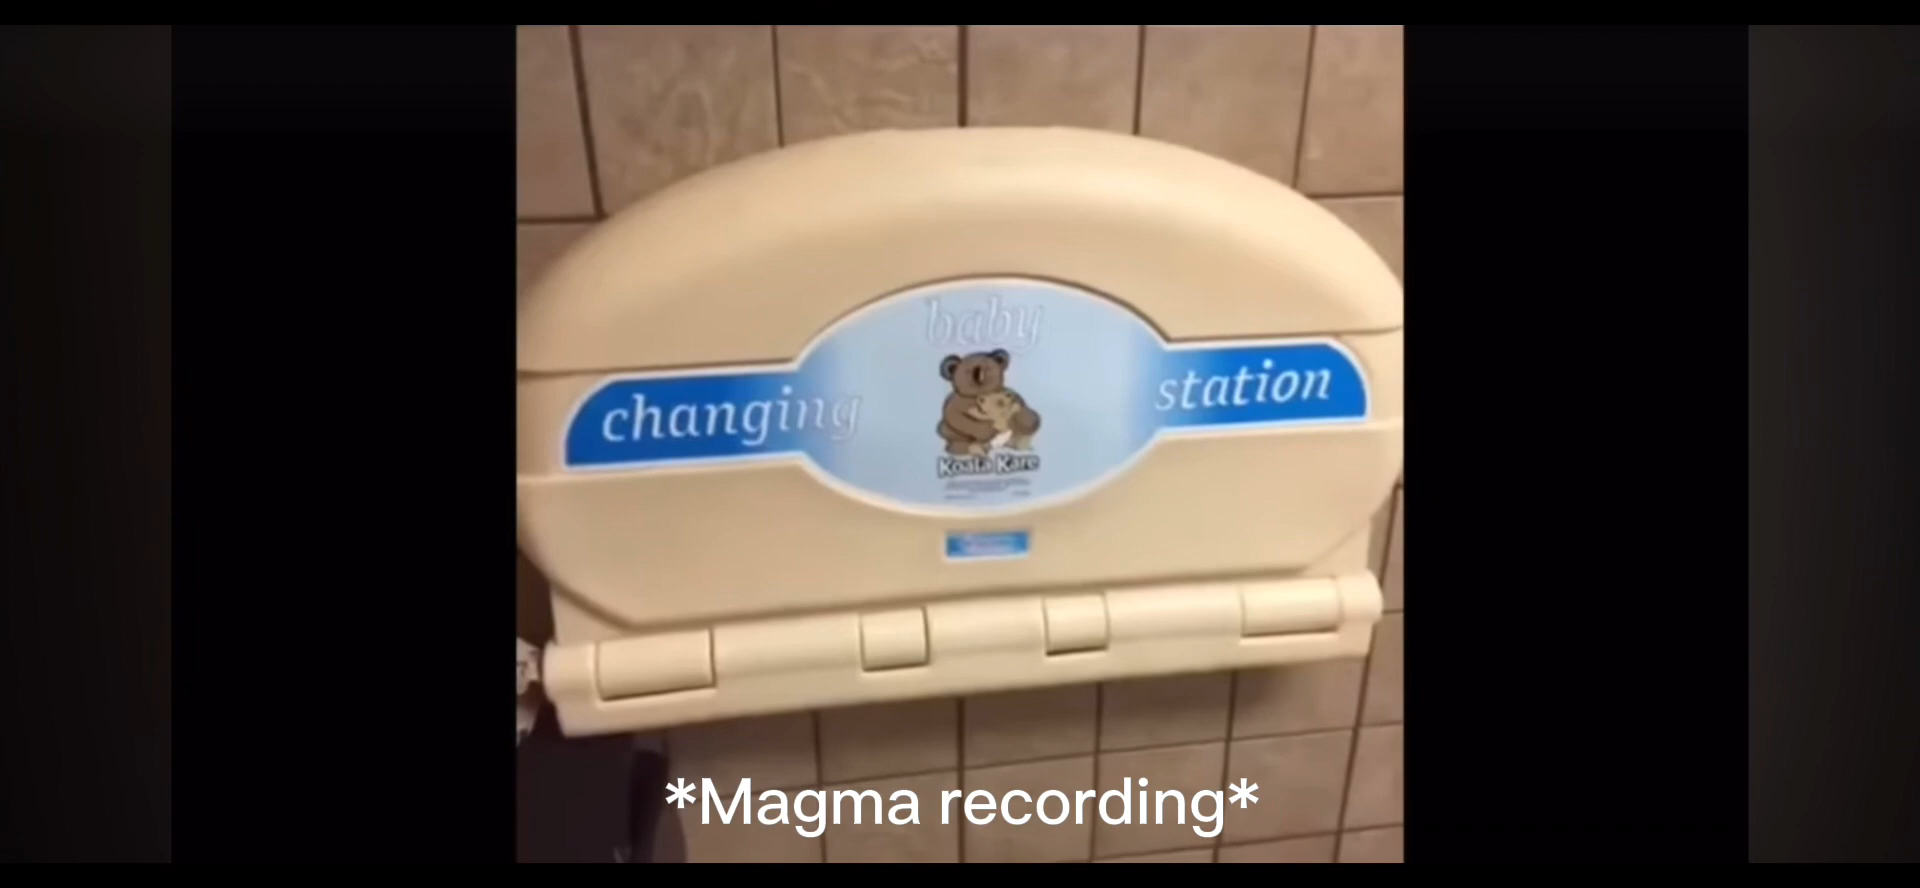 baby
changing
station
Koala Kare
*Magma recording*